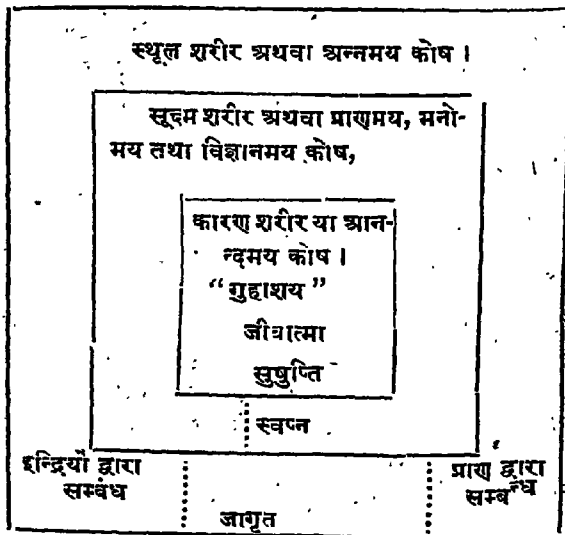 स्थूल शरीर अथवा अन्नमय कोष ।
सूक्ष्म शरीर अथवा प्राणमय, मनो-
मय तथा विज्ञानमय कोष,
कारण शरीर या आन-
न्दमय कोष ।
“गुहाशय”
जीवात्मा
सुषुप्ति
स्वप्न
इन्द्रियों द्वारा
सम्बंध
प्राण द्वारा
सम्बन्ध
जागृत